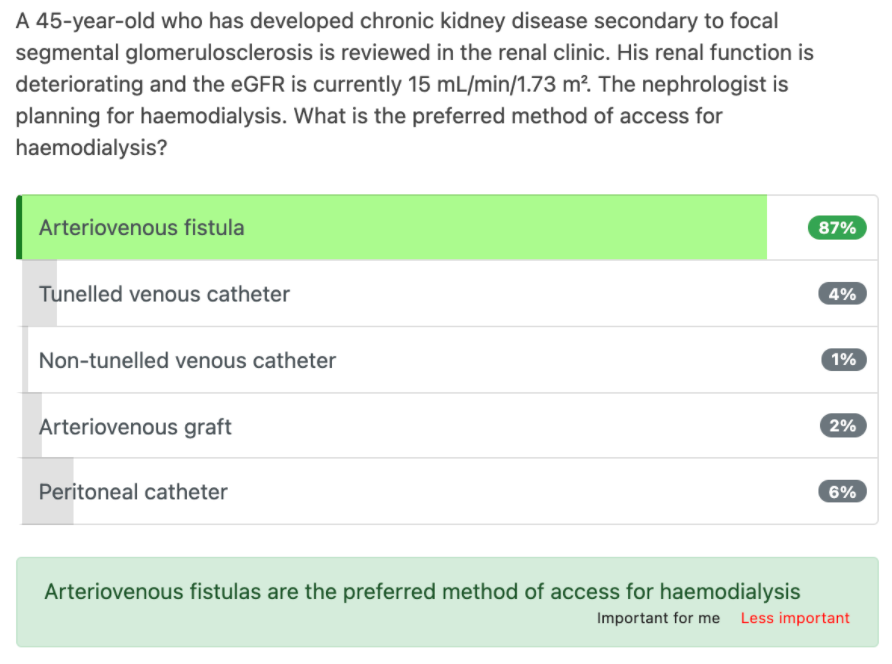 A 45-year-old who has developed chronic kidney disease secondary to focal
segmental glomerulosclerosis is reviewed in the renal clinic. His renal function is
deteriorating and the eGFR is currently 15 mL/min/1.73 m². The nephrologist is
planning for haemodialysis. What is the preferred method of access for
haemodialysis?
Arteriovenous fistula 87%
Tunelled venous catheter 4%
Non-tunelled venous catheter 1%
Arteriovenous graft 2%
Peritoneal catheter 6%
Arteriovenous fistulas are the preferred method of access for haemodialysis
Important for me Less important